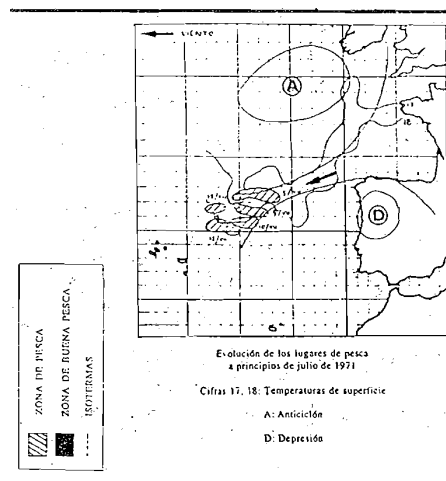 VIENTO
A
18
D
Evolución de los lugares de pesca
a principios de julio de 1971
Cifras 17, 18: Temperaturas de superficie
A: Anticiclón
D: Depresión
ZONA DE PESCA
ZONA DE BUENA PESCA
ISOTERMAS